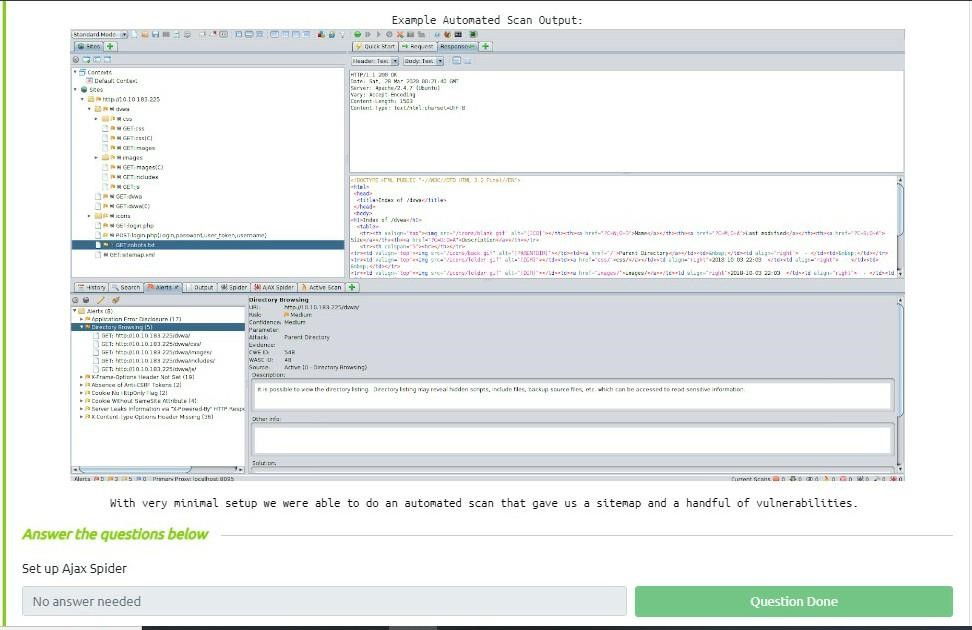 Example Automated Scan Output:
Standard Mode
Sites
Quick Start Request Response
Header: Text Body: Text
Contexts
Default Context
Sites
http://10.10.183.225
dvwa
css
GET:css
GET:css(C)
GET:images
images
GET:images(C)
GET:includes
GET:js
GET:dvwa
GET:dvwa(C)
icons
GET:login.php
POST:login.php(Login,password,user_token,username)
GET:robots.txt
GET:sitemap.xml
HTTP/1.1 200 OK
Date: Sat, 28 Mar 2020 00:21:40 GMT
Server: Apache/2.4.7 (Ubuntu)
Vary: Accept-Encoding
Content-Length: 1503
Content-Type: text/html;charset=UTF-8
<!DOCTYPE HTML PUBLIC "-//W3C//DTD HTML 3.2 Final//EN">
<html>
<head>
<title>Index of /dvwa</title>
</head>
<body>
<h1>Index of /dvwa</h1>
<table>
History Search Alerts Output Spider AJAX Spider Active Scan
Alerts (8)
Application Error Disclosure (17)
Directory Browsing (5)
GET: http://10.10.183.225/dvwa/
GET: http://10.10.183.225/dvwa/css/
GET: http://10.10.183.225/dvwa/images/
GET: http://10.10.183.225/dvwa/includes/
GET: http://10.10.183.225/dvwa/js/
X-Frame-Options Header Not Set (19)
Absence of Anti-CSRF Tokens (2)
Cookie No HttpOnly Flag (2)
Cookie Without SameSite Attribute (4)
Server Leaks Information via "X-Powered-By" HTTP Respo
X-Content-Type-Options Header Missing (36)
Directory Browsing
URL: http://10.10.183.225/dvwa/
Risk: Medium
Confidence: Medium
Parameter:
Attack: Parent Directory
Evidence:
CWE ID: 548
WASC ID: 48
Source: Active (0 - Directory Browsing)
Description:
It is possible to view the directory listing. Directory listing may reveal hidden scripts, include files, backup source files, etc. which can be accessed to read sensitive information.
Other Info:
Solution:
Alerts Primary Proxy: localhost:8095
Current Scans
With very minimal setup we were able to do an automated scan that gave us a sitemap and a handful of vulnerabilities.
Answer the questions below
Set up Ajax Spider
No answer needed
Question Done